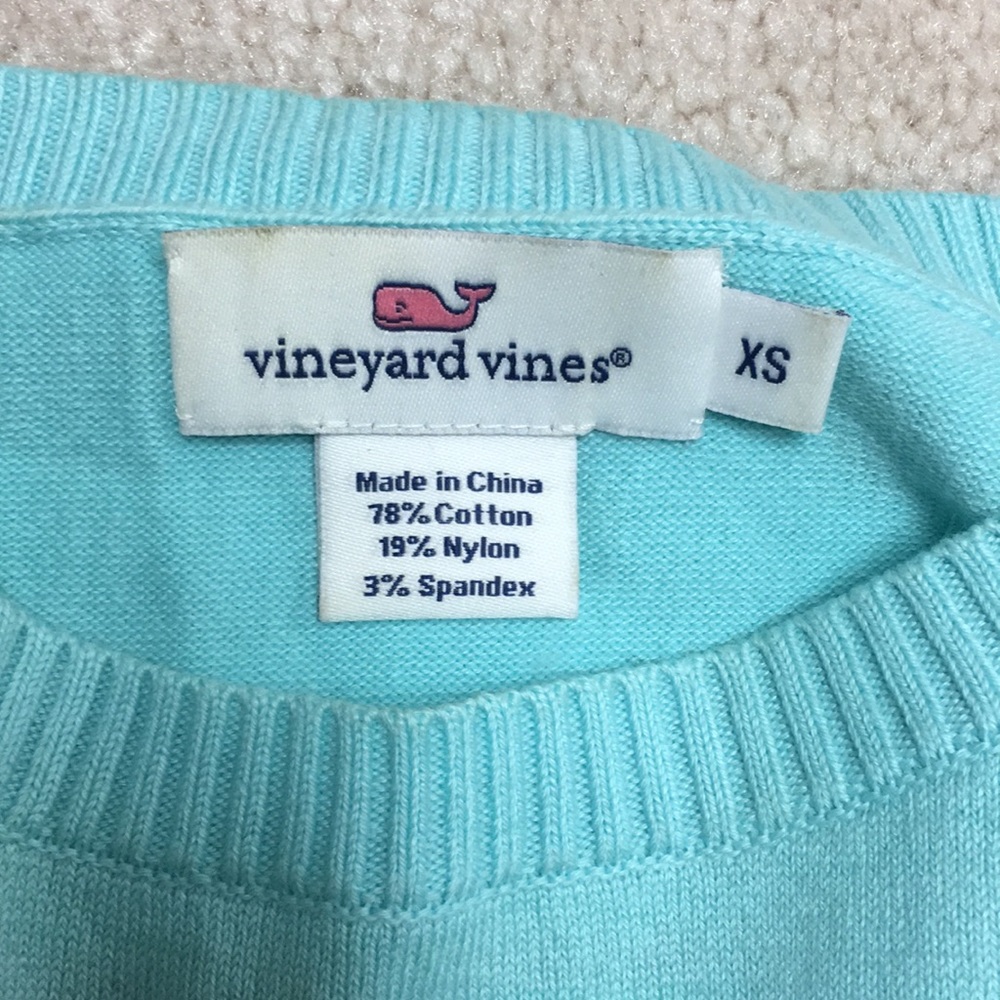 vineyard vines®
XS
Made in China
78% Cotton
19% Nylon
3% Spandex